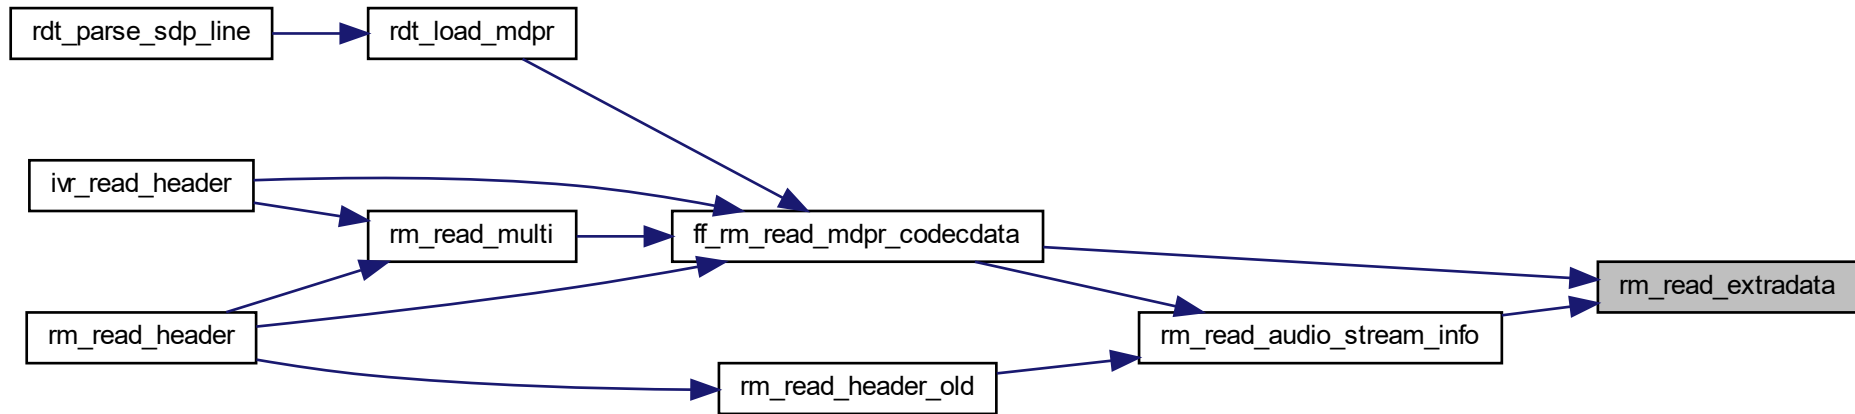 rdt_parse_sdp_line
rdt_load_mdpr
ivr_read_header
rm_read_multi
ff_rm_read_mdpr_codecdata
rm_read_extradata
rm_read_header
rm_read_audio_stream_info
rm_read_header_old